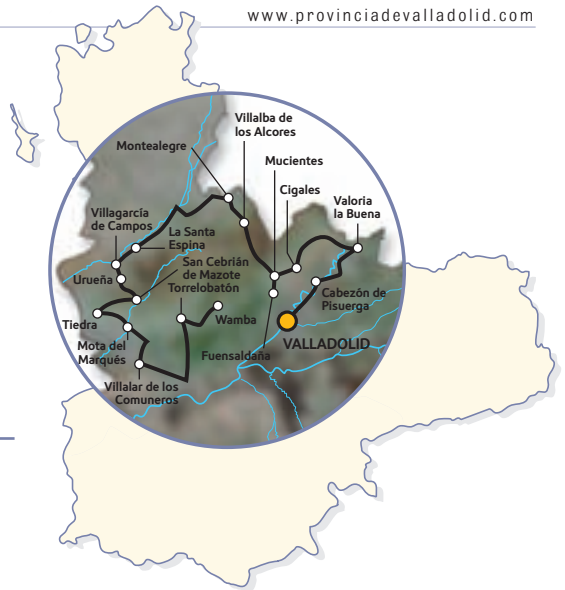 www.provinciadevalladolid.com
Villalba de
los Alcores
Montealegre
Mucientes
Cigales
Valoria
la Buena
Villagarcía
de Campos
La Santa
Espina
San Cebrián
de Mazote
Urueña
Torrelobatón
Cabezón de
Pisuerga
Tiedra
Wamba
Mota del
Marqués
VALLADOLID
Fuensaldaña
Villalar de los
Comuneros